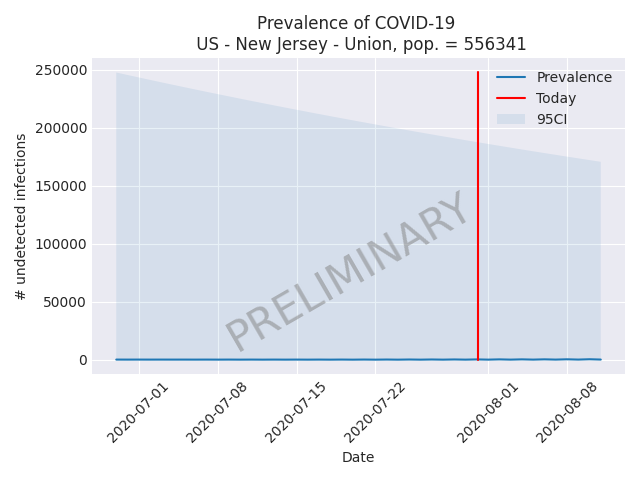 Prevalence of COVID-19
US - New Jersey - Union, pop. = 556341
# undetected infections
250000
200000
150000
100000
50000
0
Prevalence
Today
95CI
PRELIMINARY
2020-07-01
2020-07-08
2020-07-15
2020-07-22
2020-08-01
2020-08-08
Date